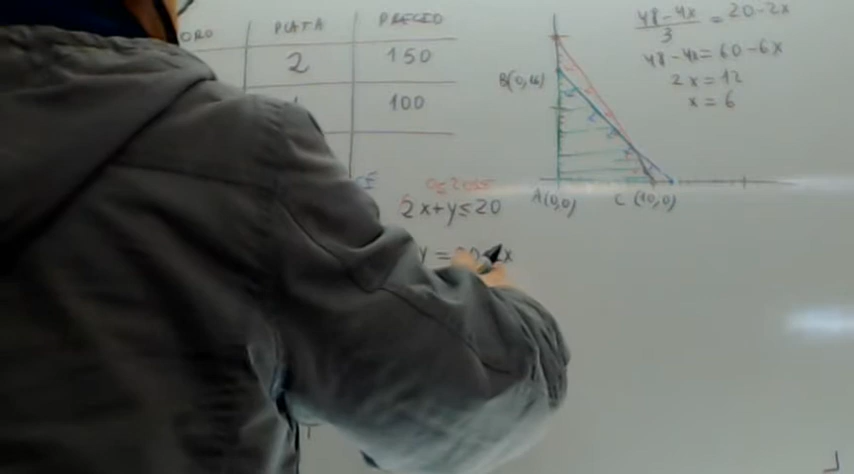 ORO PLATA PRECIO
2 150
100
2x+y≤20
y =
B(0,16)
A(0,0) C (10,0)
48-4x/3 = 20-2x
48-4x=60-6x
2x=12
x=6